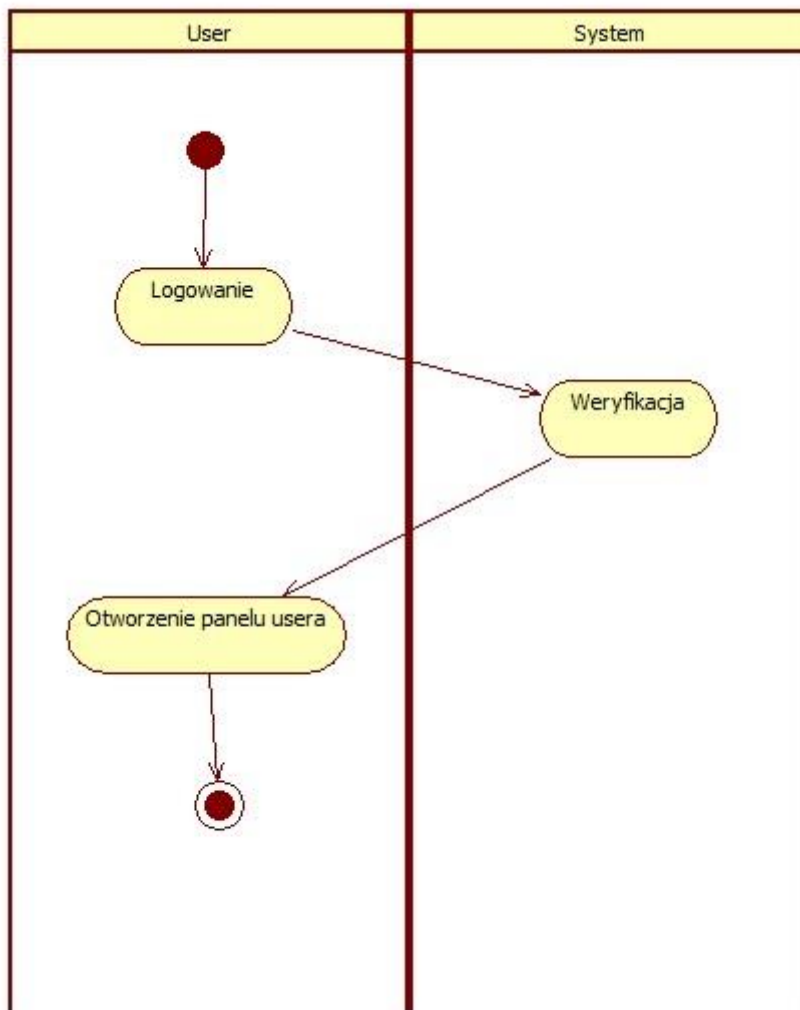 User
System
Logowanie
Weryfikacja
Otworzenie panelu usera